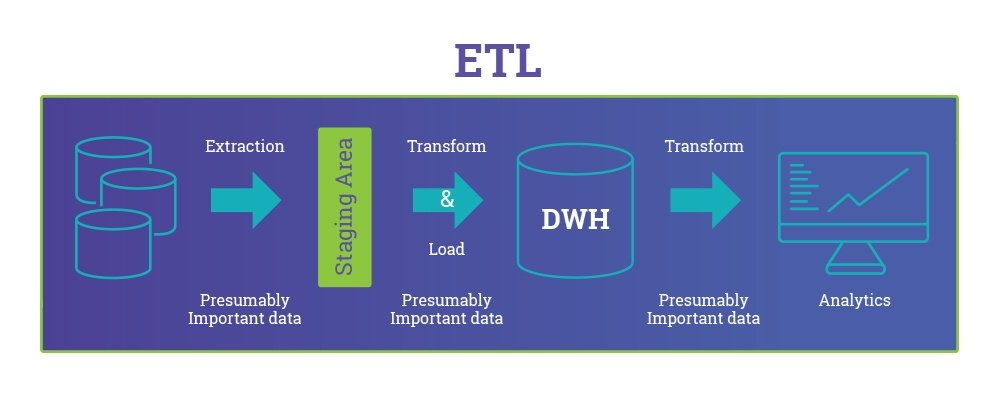 ETL
Extraction
Staging Area
Transform
&
Load
DWH
Transform
Presumably
Important data
Presumably
Important data
Presumably
Important data
Analytics